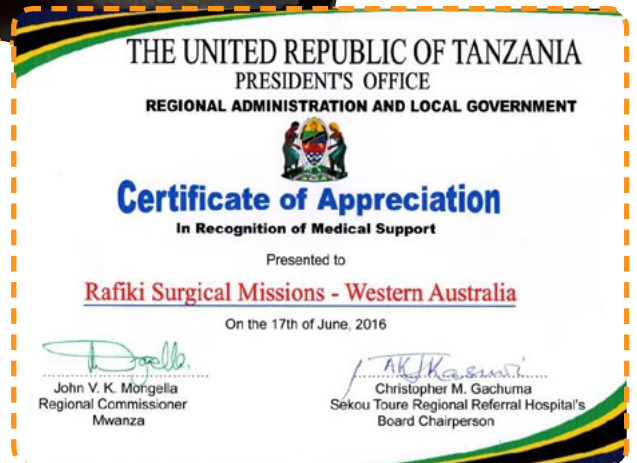 THE UNITED REPUBLIC OF TANZANIA
PRESIDENT'S OFFICE
REGIONAL ADMINISTRATION AND LOCAL GOVERNMENT
Certificate of Appreciation
In Recognition of Medical Support
Presented to
Rafiki Surgical Missions - Western Australia
On the 17th of June, 2016
John V. K. Mongella
Regional Commissioner
Mwanza
Christopher M. Gachuma
Sekou Toure Regional Referral Hospital's
Board Chairperson